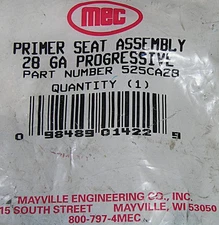 mec
PRIMER SEAT ASSEMBLY
28 GA PROGRESSIVE
PART NUMBER 525CA28
QUANTITY (1)
0 98489 01422 9
MAYVILLE ENGINEERING CO., INC.
15 SOUTH STREET MAYVILLE, WI 53050
800-797-4MEC